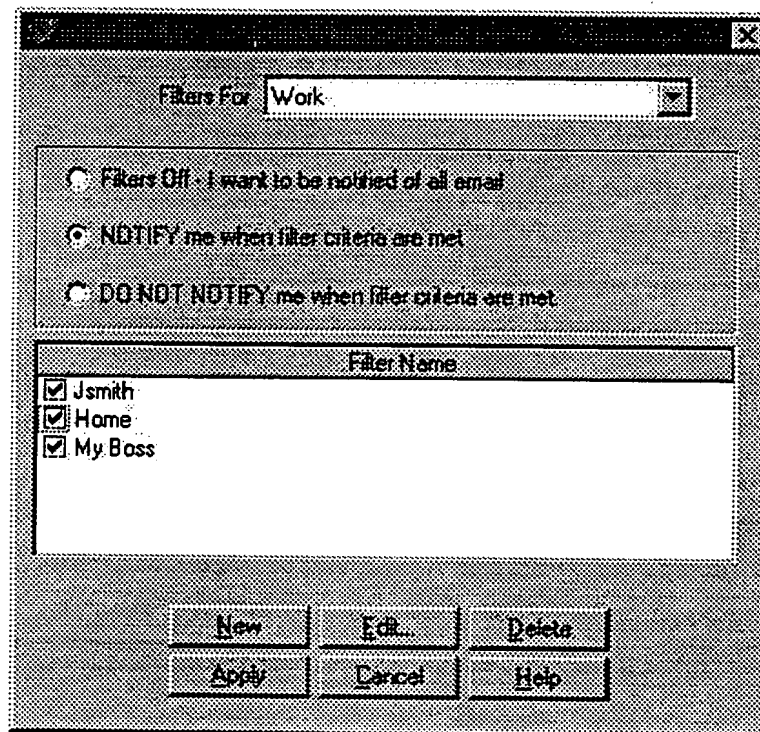 Filters For Work
Filters Off - I want to be notified of all email
NOTIFY me when filter criteria are met
DO NOT NOTIFY me when filter criteria are met
Filter Name
Jsmith
Home
My Boss
New Edit... Delete
Apply Cancel Help